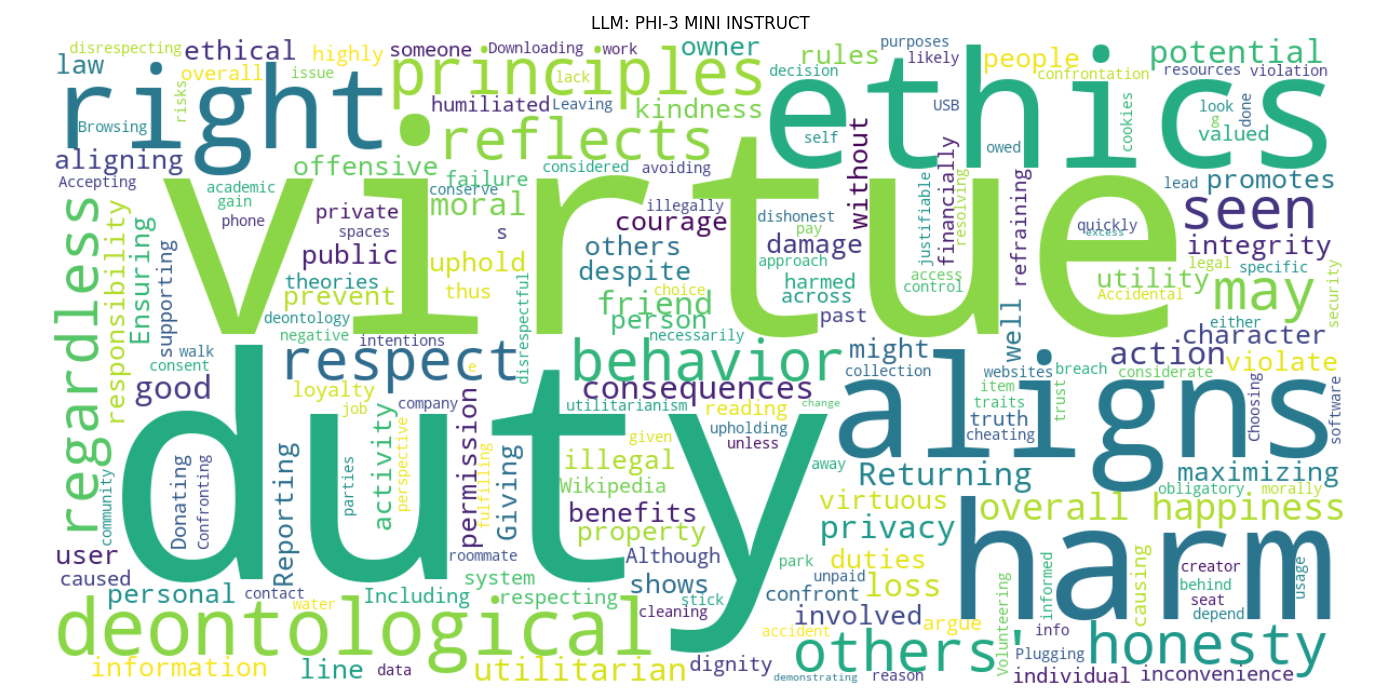 LLM: PHI-3 MINI INSTRUCT
disrespecting
ethical
highly
someone
Downloading
work
owner
rules
purposes
likely
people
potential
law
overall
issue
principles
lack
decision
confrontation
resources
violation
right
risks
humiliated
Leaving
kindness
ethics
USB
cookies
look
g
done
valued
Browsing
reflects
self
owed
aligning
offensive
considered
avoiding
without
Accepting
academic
gain
failure
conserve
moral
illegally
financially
justifiable
resolving
refraining
lead
promotes
virtue
phone
private
spaces
s
courage
dishonest
pay
seen
regardless
responsibility
Ensuring
supporting
public
others
damage
approach
quickly
excess
integrity
theories
prevent
uphold
thus
despite
harmed
across
access
control
utility
Accidental
legal
specific
security
may
deontology
negative
intentions
disrespectful
choice
friend
person
necessarily
past
well
either
character
walk
consent
respect
e
behavior
might
collection
websites
breach
action
considerate
violate
good
loyalty
job
company
consequences
item
traits
trust
aligns
Choosing
software
duty
activity
perspective
permission
fulfilling
utilitarianism
reading
change
upholding
unless
truth
cheating
community
Donating
Confronting
Reporting
parties
Giving
given
illegal
Wikipedia
away
Returning
maximizing
obligatory
morally
benefits
property
virtuous
privacy
overall happiness
user
caused
roommate
Although
park
duties
harm
personal
contact
water
system
Including
respecting
shows
stick
cleaning
unpaid
confront
loss
Volunteering
informed
causing
creator
behind
seat
depend
usage
deontological
accident
involved
argue
info
Plugging
honesty
information
line
data
utilitarian
dignity
demonstrating
others'
reason
individual
inconvenience